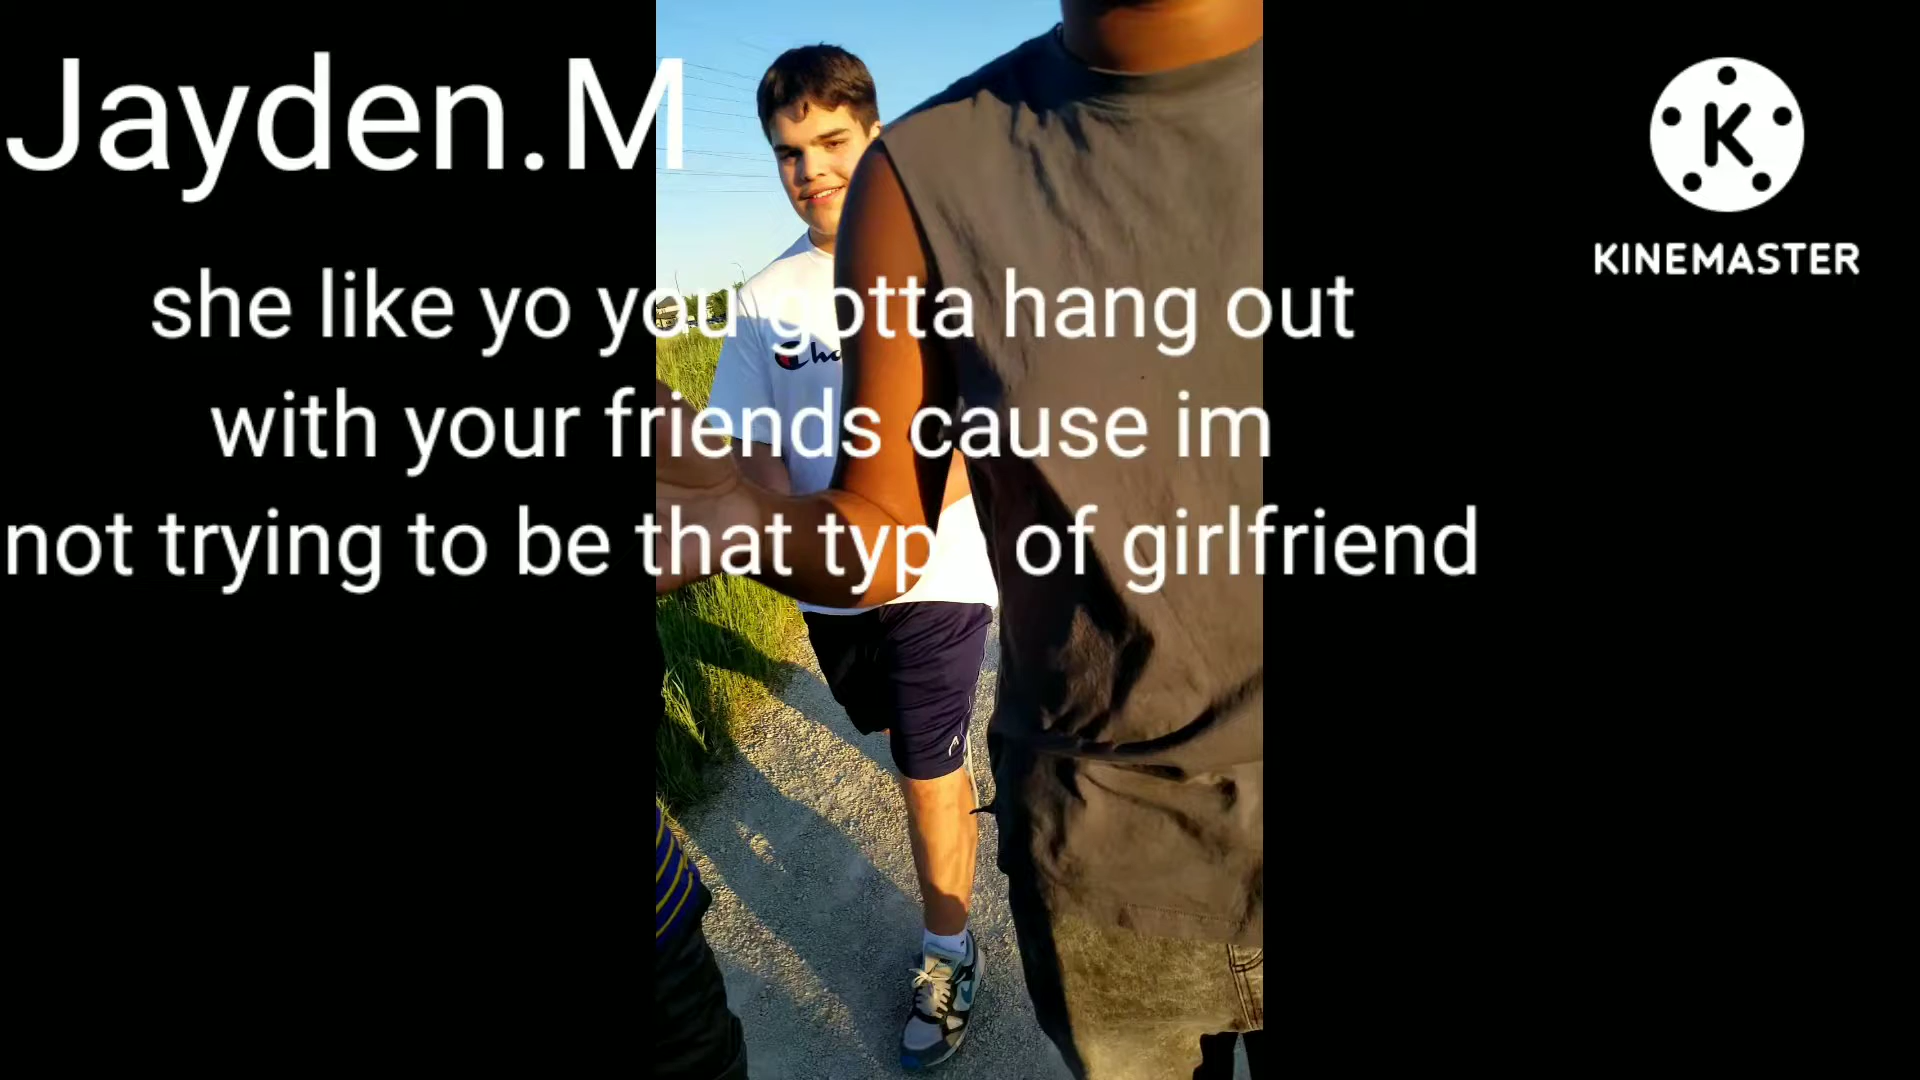 Jayden.M
K
KINEMASTER
she like yo you gotta hang out
Cha
with your friends cause im
not trying to be that type of girlfriend